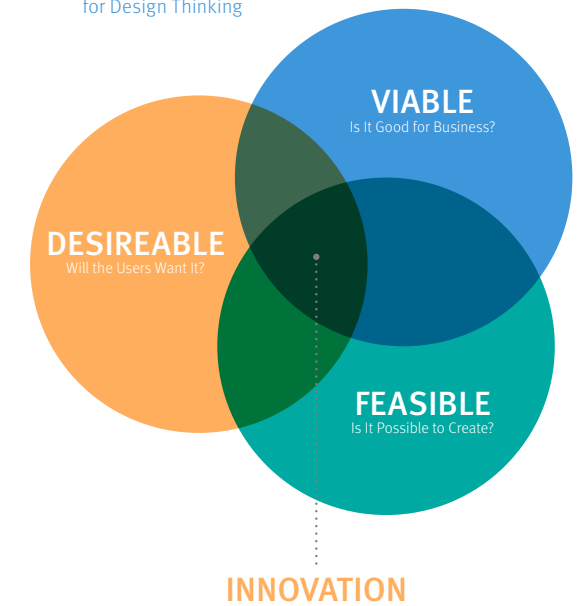 for Design Thinking
VIABLE
Is It Good for Business?
DESIREABLE
Will the Users Want It?
FEASIBLE
Is It Possible to Create?
INNOVATION